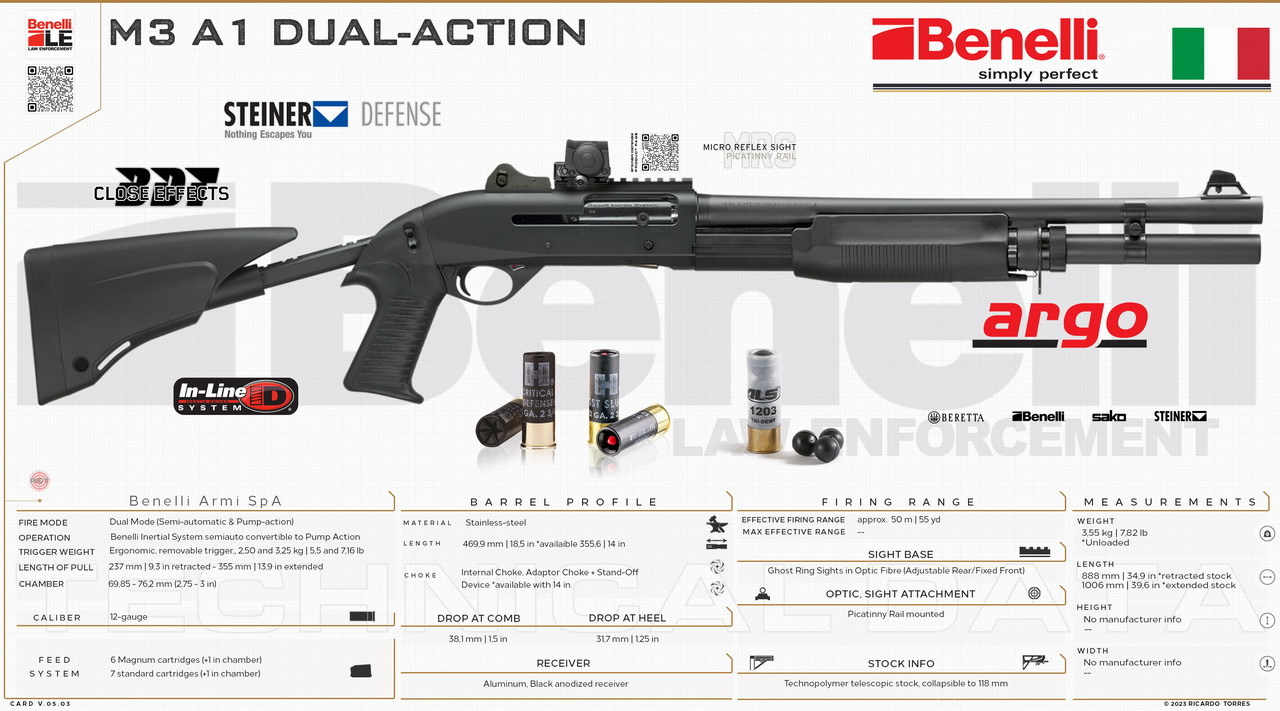 Benelli
LE
LAW ENFORCEMENT
M3 A1 DUAL-ACTION
Benelli®
simply perfect
STEINER DEFENSE
Nothing Escapes You
MRS
MICRO REFLEX SIGHT
PICATINNY RAIL
CLOSE EFFECTS
Benelli
argo
In-Line ID
INERTIA DRIVEN
SYSTEM
H
CRITICAL
DEFENSE
H
1203
TRI-DENT
BERETTA Benelli sako STEINER
LAW ENFORCEMENT
Benelli Armi SpA
FIRE MODE Dual Mode (Semi-automatic & Pump-action)
OPERATION Benelli Inertial System semiauto convertible to Pump Action
TRIGGER WEIGHT Ergonomic, removable trigger,, 2,50 and 3,25 kg | 5,5 and 7,16 lb
LENGTH OF PULL 237 mm | 9.3 in retracted - 355 mm | 13.9 in extended
CHAMBER 69,85 - 76,2 mm (2,75 - 3 in)
CALIBER 12-gauge
FEED SYSTEM
6 Magnum cartridges (+1 in chamber)
7 standard cartridges (+1 in chamber)
BARREL PROFILE
MATERIAL Stainless-steel
LENGTH 469,9 mm | 18,5 in *availaible 355,6 | 14 in
CHOKE Internal Choke, Adaptor Choke + Stand-Off
Device *available with 14 in.
DROP AT COMB DROP AT HEEL
38,1 mm | 1,5 in 31,7 mm | 1,25 in
RECEIVER
Aluminum, Black anodized receiver
FIRING RANGE
EFFECTIVE FIRING RANGE approx. 50 m | 55 yd
MAX EFFECTIVE RANGE --
SIGHT BASE
Ghost Ring Sights in Optic Fibre (Adjustable Rear/Fixed Front)
OPTIC, SIGHT ATTACHMENT
Picatinny Rail mounted
STOCK INFO
Technopolymer telescopic stock, collapsible to 118 mm
MEASUREMENTS
WEIGHT
3,55 kg | 7,82 lb
*Unloaded
LENGTH
888 mm | 34,9 in *retracted stock
1006 mm | 39,6 in *extended stock
HEIGHT
No manufacturer info
--
WIDTH
No manufacturer info
--
TECHNICAL DATA
CARD V.05.03
© 2023 RICARDO TORRES